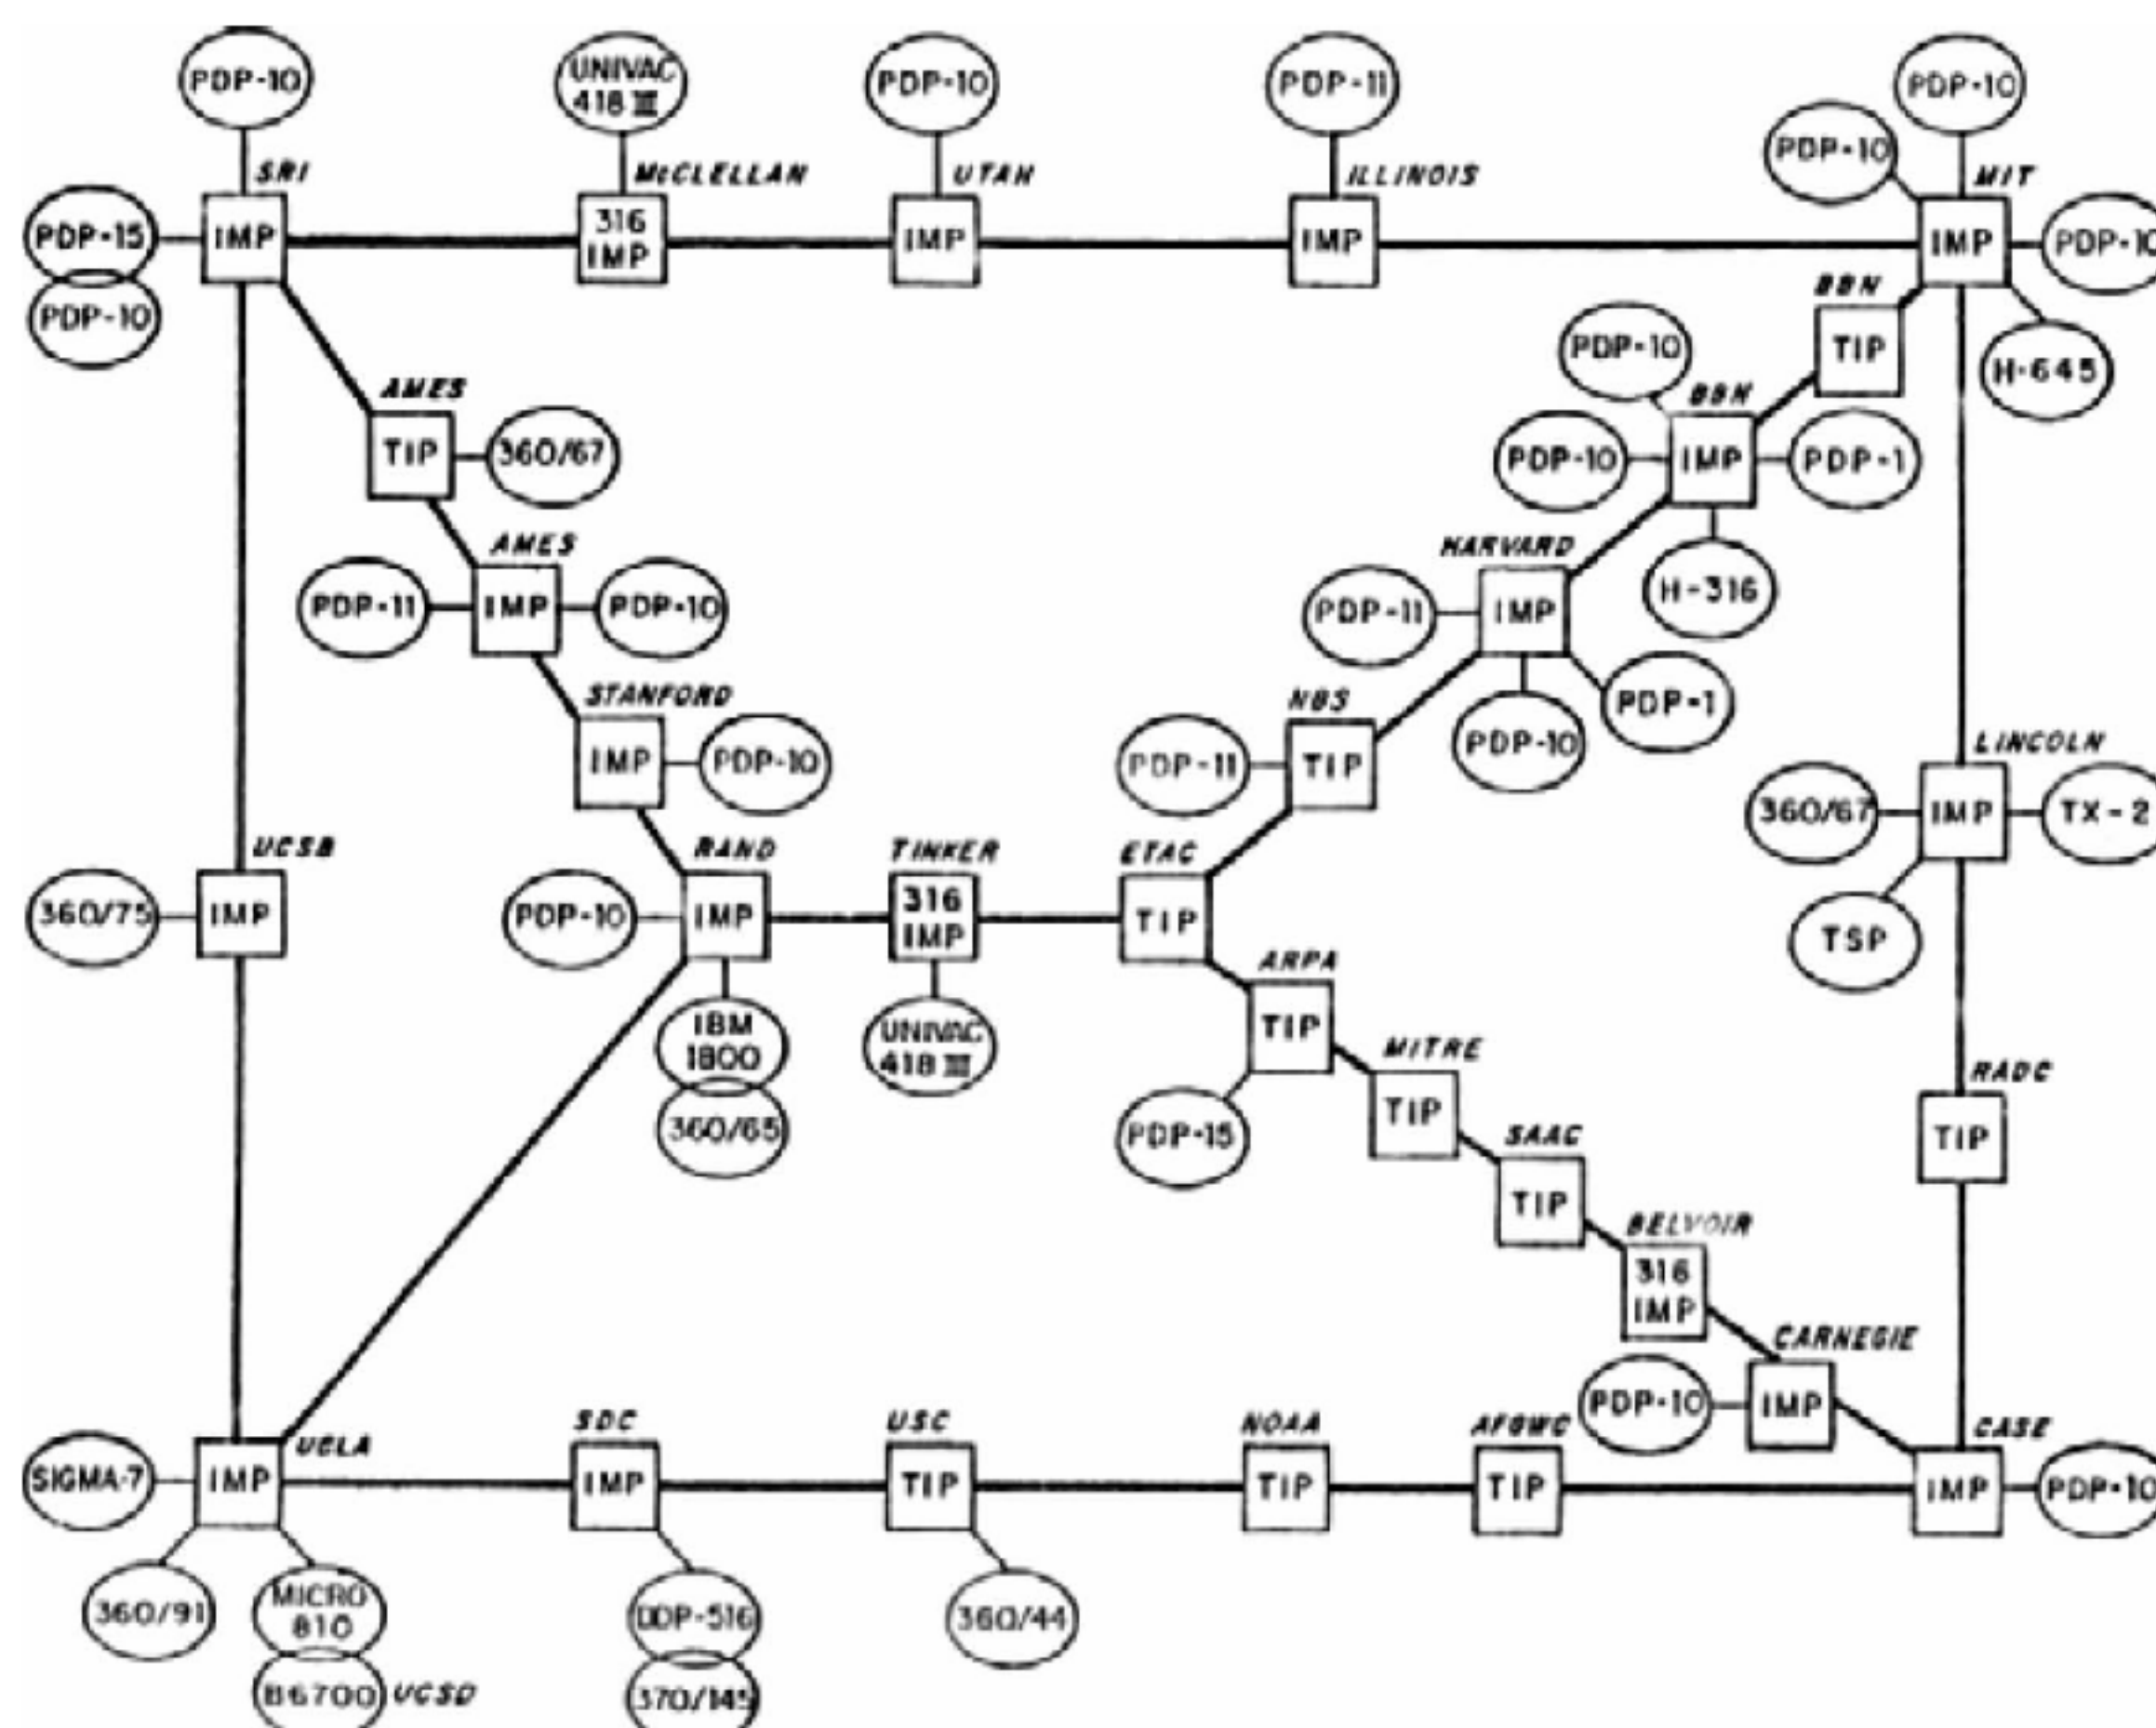 PDP-10
UNIVAC
418 III
PDP-10
PDP-11
PDP-10
PDP-10
SRI
McCLELLAN
UTAH
ILLINOIS
MIT
PDP-15
IMP
316
IMP
IMP
IMP
IMP
PDP-10
PDP-10
BBN
TIP
H-645
PDP-10
AMES
TIP
360/67
BBN
PDP-10
IMP
PDP-1
H-316
AMES
PDP-11
IMP
PDP-10
HARVARD
PDP-11
IMP
PDP-1
PDP-10
STANFORD
IMP
PDP-10
NBS
PDP-11
TIP
LINCOLN
360/67
IMP
TX-2
TSP
UCSB
360/75
IMP
RAND
PDP-10
IMP
IBM
1800
360/65
TINKER
316
IMP
UNIVAC
418 III
ETAC
TIP
ARPA
TIP
PDP-15
MITRE
TIP
RADC
TIP
SAAC
TIP
BELVOIR
316
IMP
CARNEGIE
PDP-10
IMP
UCLA
SIGMA-7
IMP
SDC
IMP
USC
TIP
NOAA
TIP
AFGWC
TIP
CASE
IMP
PDP-10
360/91
MICRO
810
B6700
UCSD
DDP-516
370/145
360/44